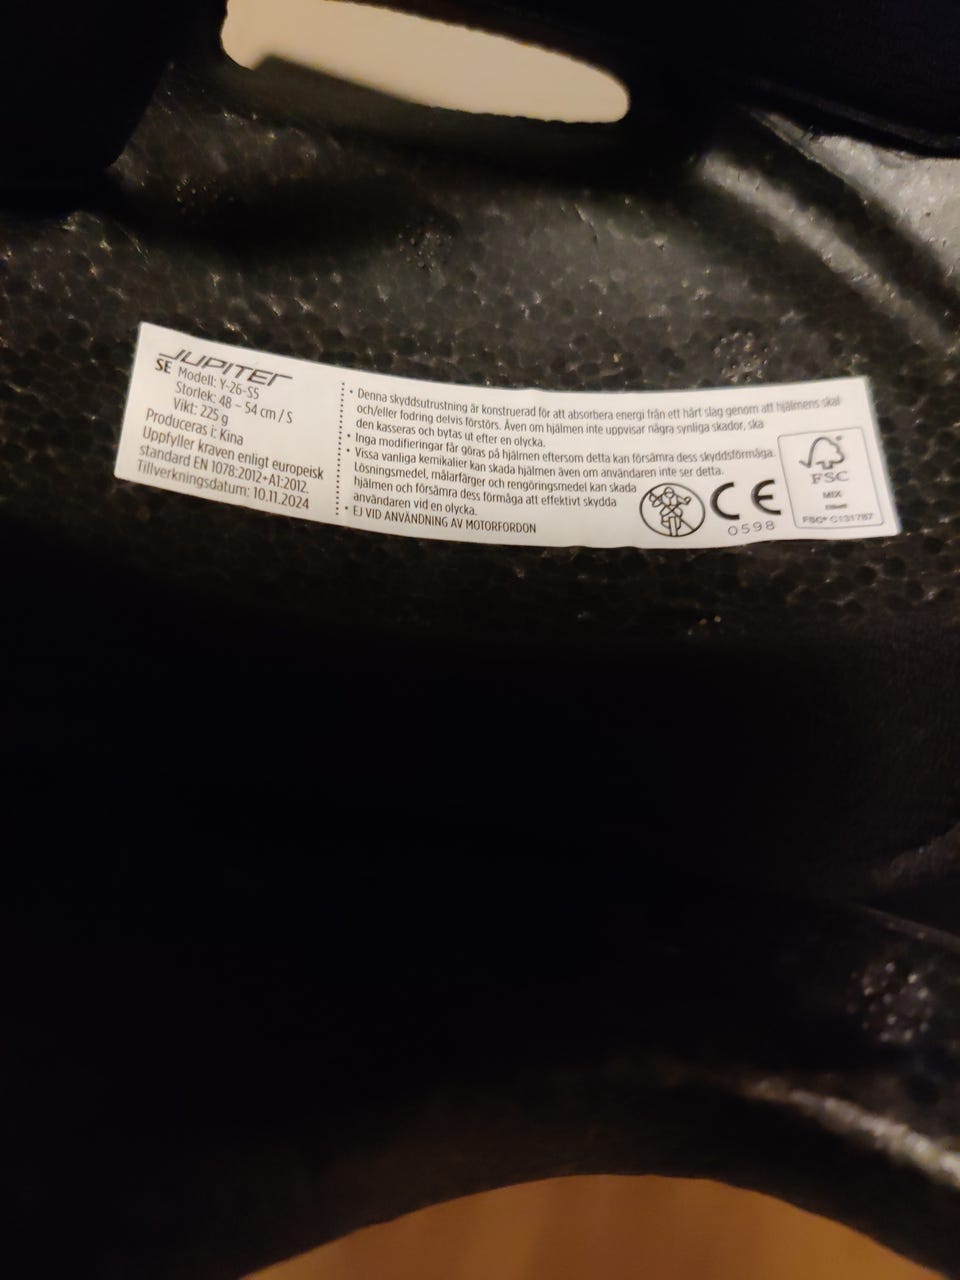 JUPITER
SE Modell: Y-26-S5
Storlek: 48 – 54 cm / S
Vikt: 225 g
Produceras i: Kina
Uppfyller kraven enligt europeisk
standard EN 1078:2012+A1:2012.
Tillverkningsdatum: 10.11.2024
• Denna skyddsutrustning är konstruerad för att absorbera energi från ett hårt slag genom att hjälmens skal
och/eller fodring delvis förstörs. Även om hjälmen inte uppvisar några synliga skador, ska
den kasseras och bytas ut efter en olycka.
• Inga modifieringar får göras på hjälmen eftersom detta kan försämra dess skyddsförmåga.
• Vissa vanliga kemikalier kan skada hjälmen även om användaren inte ser detta.
Lösningsmedel, målarfärger och rengöringsmedel kan skada
hjälmen och försämra dess förmåga att effektivt skydda
användaren vid en olycka.
• EJ VID ANVÄNDNING AV MOTORFORDON
CE
0598
FSC
MIX
FSC® C131787